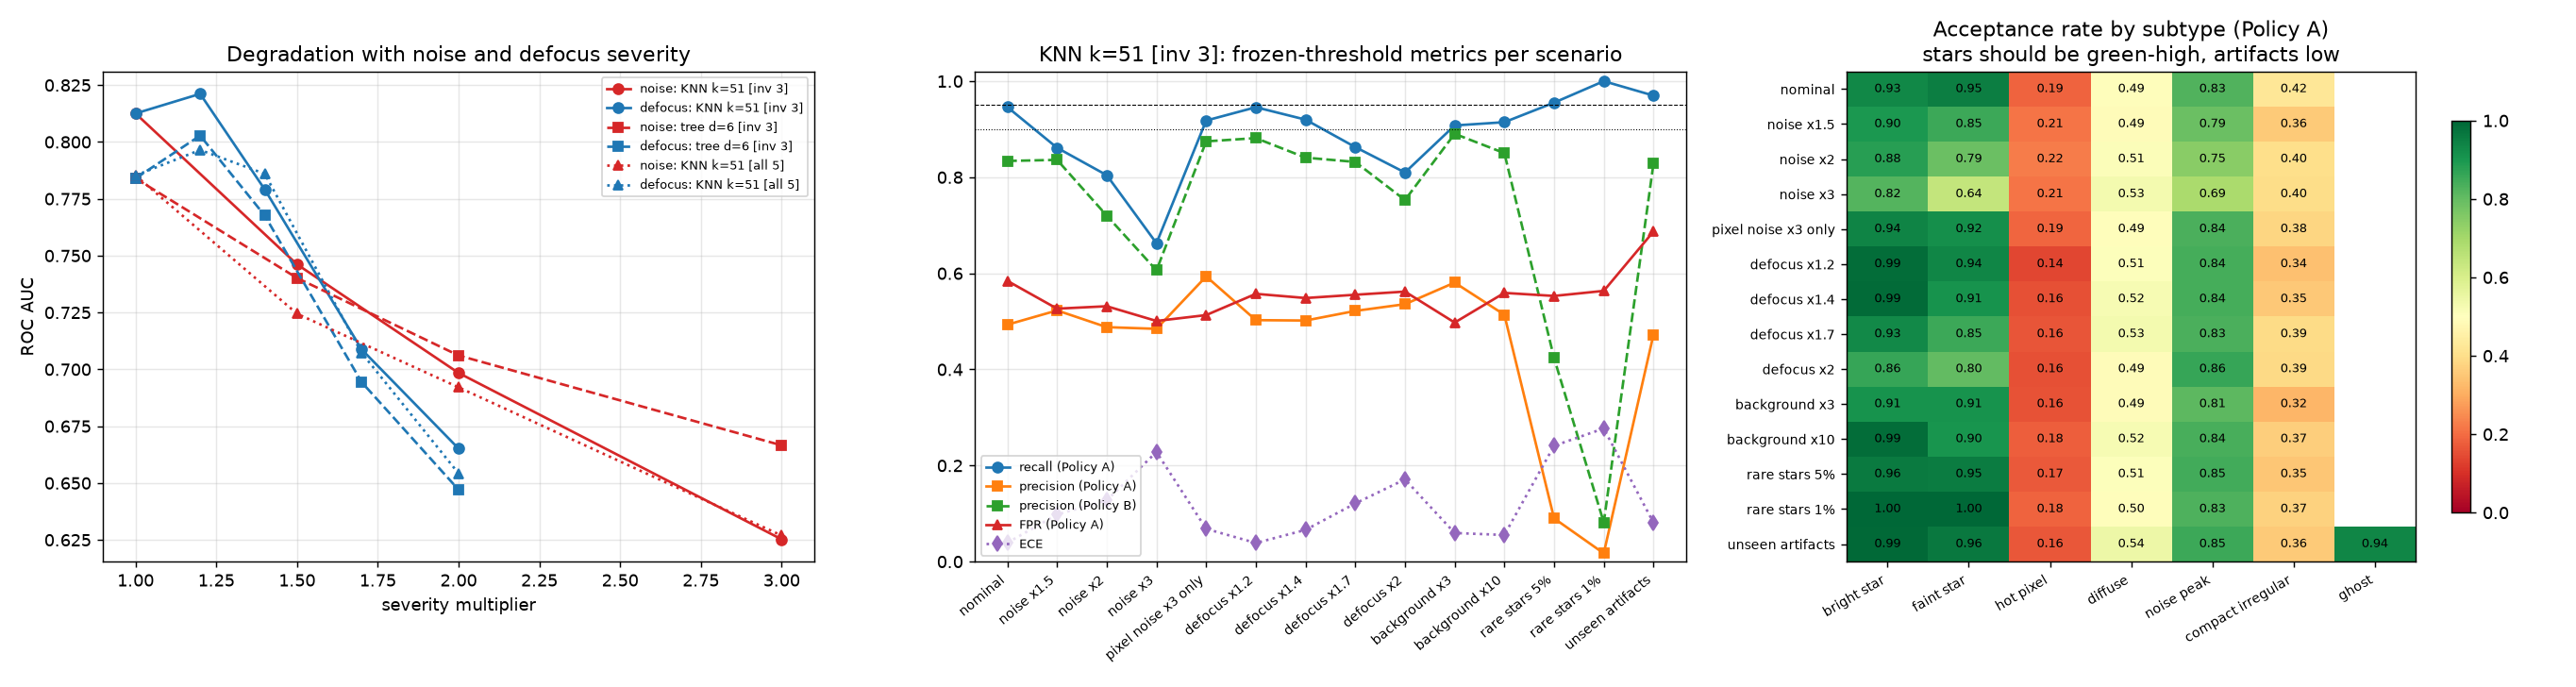 Degradation with noise and defocus severity
ROC AUC
0.825
0.800
0.775
0.750
0.725
0.700
0.675
0.650
0.625
1.00 1.25 1.50 1.75 2.00 2.25 2.50 2.75 3.00
severity multiplier
noise: KNN k=51 [inv 3]
defocus: KNN k=51 [inv 3]
noise: tree d=6 [inv 3]
defocus: tree d=6 [inv 3]
noise: KNN k=51 [all 5]
defocus: KNN k=51 [all 5]
KNN k=51 [inv 3]: frozen-threshold metrics per scenario
1.0
0.8
0.6
0.4
0.2
0.0
recall (Policy A)
precision (Policy A)
precision (Policy B)
FPR (Policy A)
ECE
nominal
noise x1.5
noise x2
noise x3
pixel noise x3 only
defocus x1.2
defocus x1.4
defocus x1.7
defocus x2
background x3
background x10
rare stars 5%
rare stars 1%
unseen artifacts
Acceptance rate by subtype (Policy A)
stars should be green-high, artifacts low
nominal 0.93 0.95 0.19 0.49 0.83 0.42
noise x1.5 0.90 0.85 0.21 0.49 0.79 0.36
noise x2 0.88 0.79 0.22 0.51 0.75 0.40
noise x3 0.82 0.64 0.21 0.53 0.69 0.40
pixel noise x3 only 0.94 0.92 0.19 0.49 0.84 0.38
defocus x1.2 0.99 0.94 0.14 0.51 0.84 0.34
defocus x1.4 0.99 0.91 0.16 0.52 0.84 0.35
defocus x1.7 0.93 0.85 0.16 0.53 0.83 0.39
defocus x2 0.86 0.80 0.16 0.49 0.86 0.39
background x3 0.91 0.91 0.16 0.49 0.81 0.32
background x10 0.99 0.90 0.18 0.52 0.84 0.37
rare stars 5% 0.96 0.95 0.17 0.51 0.85 0.35
rare stars 1% 1.00 1.00 0.18 0.50 0.83 0.37
unseen artifacts 0.99 0.96 0.16 0.54 0.85 0.36 0.94
bright star
faint star
hot pixel
diffuse
noise peak
compact irregular
ghost
1.0
0.8
0.6
0.4
0.2
0.0